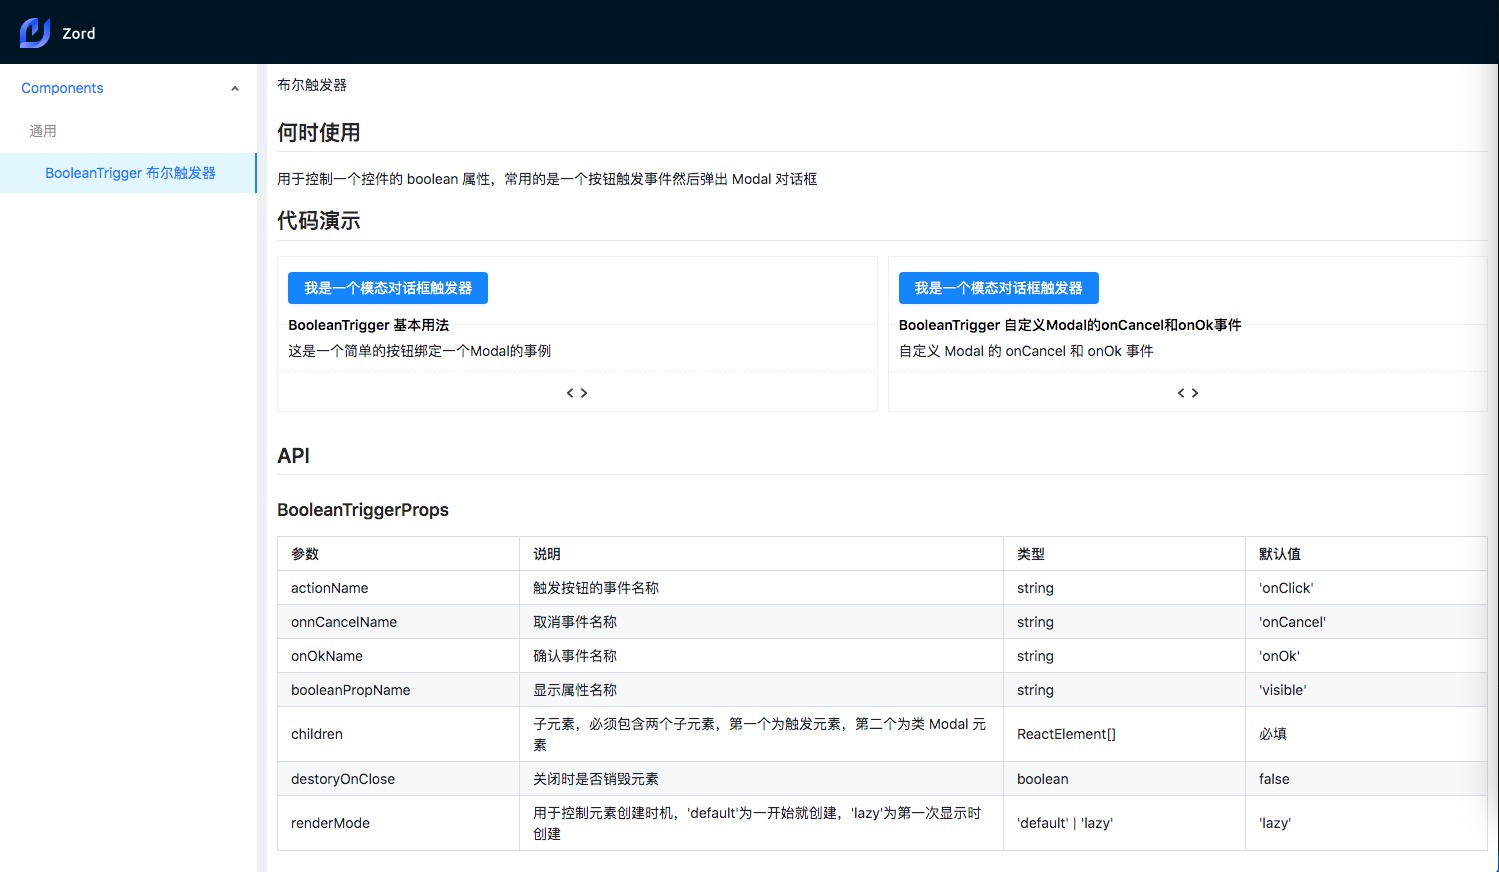 Zord
Components
通用
BooleanTrigger 布尔触发器
布尔触发器
何时使用
用于控制一个控件的 boolean 属性，常用的是一个按钮触发事件然后弹出 Modal 对话框
代码演示
我是一个模态对话框触发器
BooleanTrigger 基本用法
这是一个简单的按钮绑定一个Modal的事例
我是一个模态对话框触发器
BooleanTrigger 自定义Modal的onCancel和onOk事件
自定义 Modal 的 onCancel 和 onOk 事件
API
BooleanTriggerProps
参数 说明 类型 默认值
actionName 触发按钮的事件名称 string 'onClick'
onnCancelName 取消事件名称 string 'onCancel'
onOkName 确认事件名称 string 'onOk'
booleanPropName 显示属性名称 string 'visible'
children 子元素，必须包含两个子元素，第一个为触发元素，第二个为类 Modal 元
素 ReactElement[] 必填
destoryOnClose 关闭时是否销毁元素 boolean false
renderMode 用于控制元素创建时机，'default'为一开始就创建，'lazy'为第一次显示时
创建 'default' | 'lazy' 'lazy'